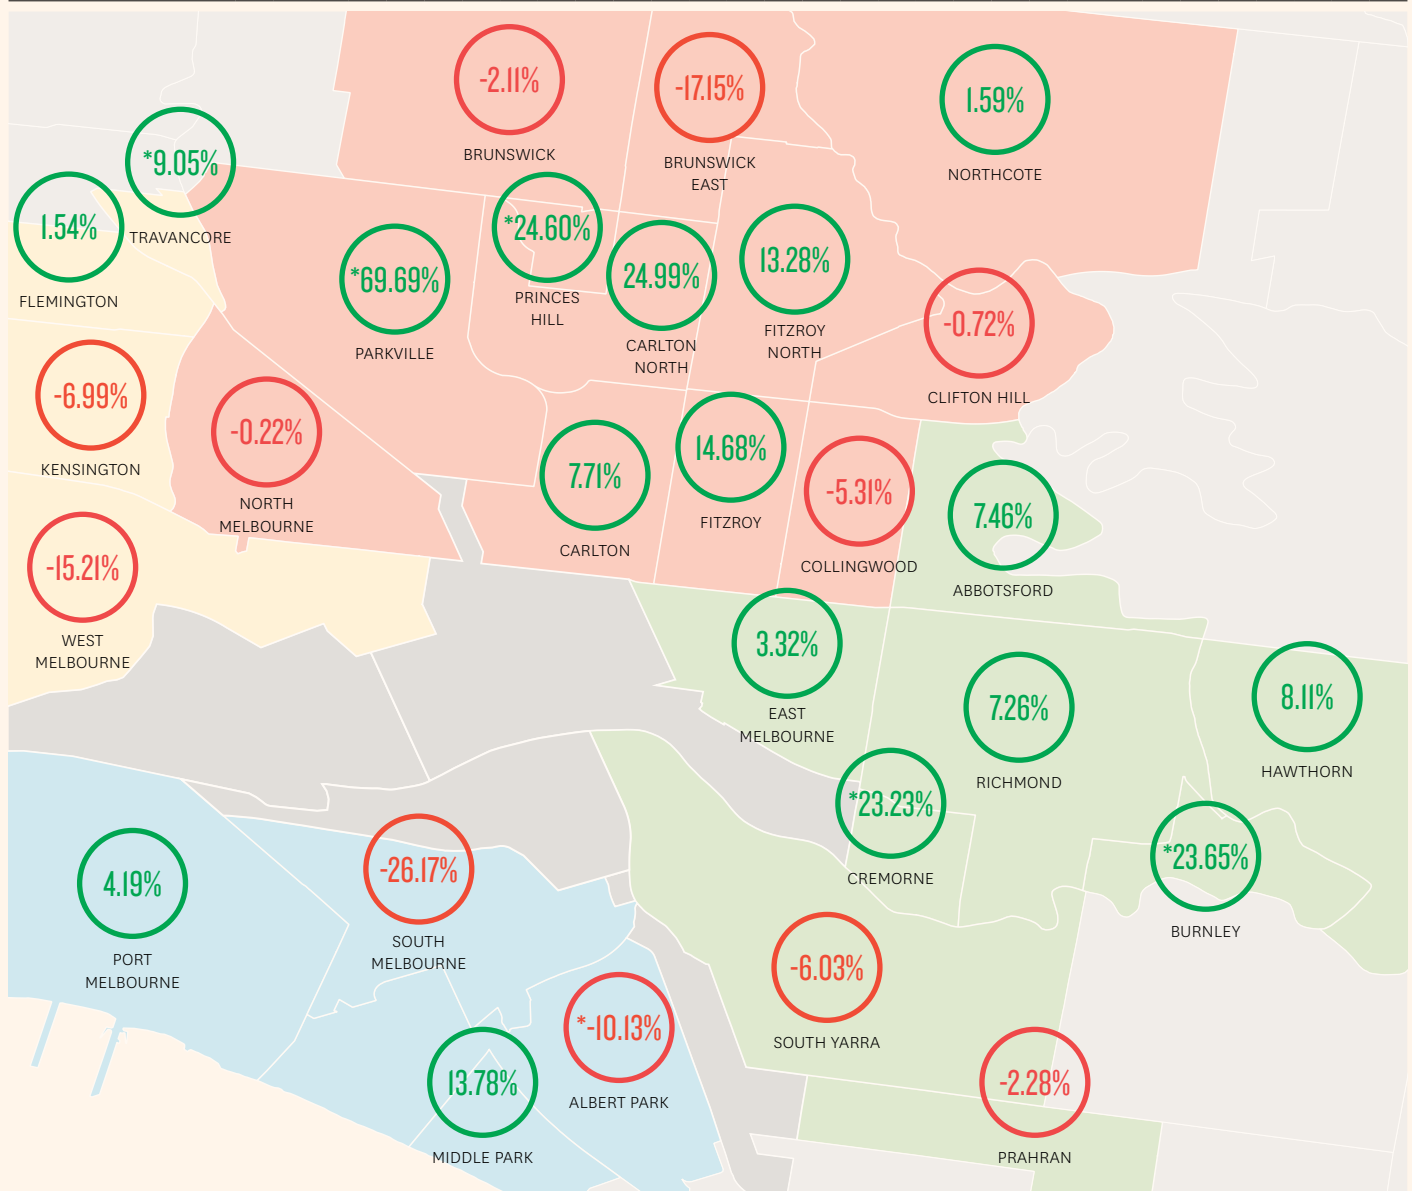 -2.11%
BRUNSWICK
-17.15%
BRUNSWICK
EAST
1.59%
NORTHCOTE
*9.05%
TRAVANCORE
1.54%
FLEMINGTON
*69.69%
PARKVILLE
*24.60%
PRINCES
HILL
24.99%
CARLTON
NORTH
13.28%
FITZROY
NORTH
-0.72%
CLIFTON HILL
-6.99%
KENSINGTON
-0.22%
NORTH
MELBOURNE
7.71%
CARLTON
14.68%
FITZROY
-5.31%
COLLINGWOOD
7.46%
ABBOTSFORD
-15.21%
WEST
MELBOURNE
3.32%
EAST
MELBOURNE
7.26%
RICHMOND
8.11%
HAWTHORN
*23.23%
CREMORNE
*23.65%
BURNLEY
4.19%
PORT
MELBOURNE
-26.17%
SOUTH
MELBOURNE
-6.03%
SOUTH YARRA
*-10.13%
ALBERT PARK
13.78%
MIDDLE PARK
-2.28%
PRAHRAN